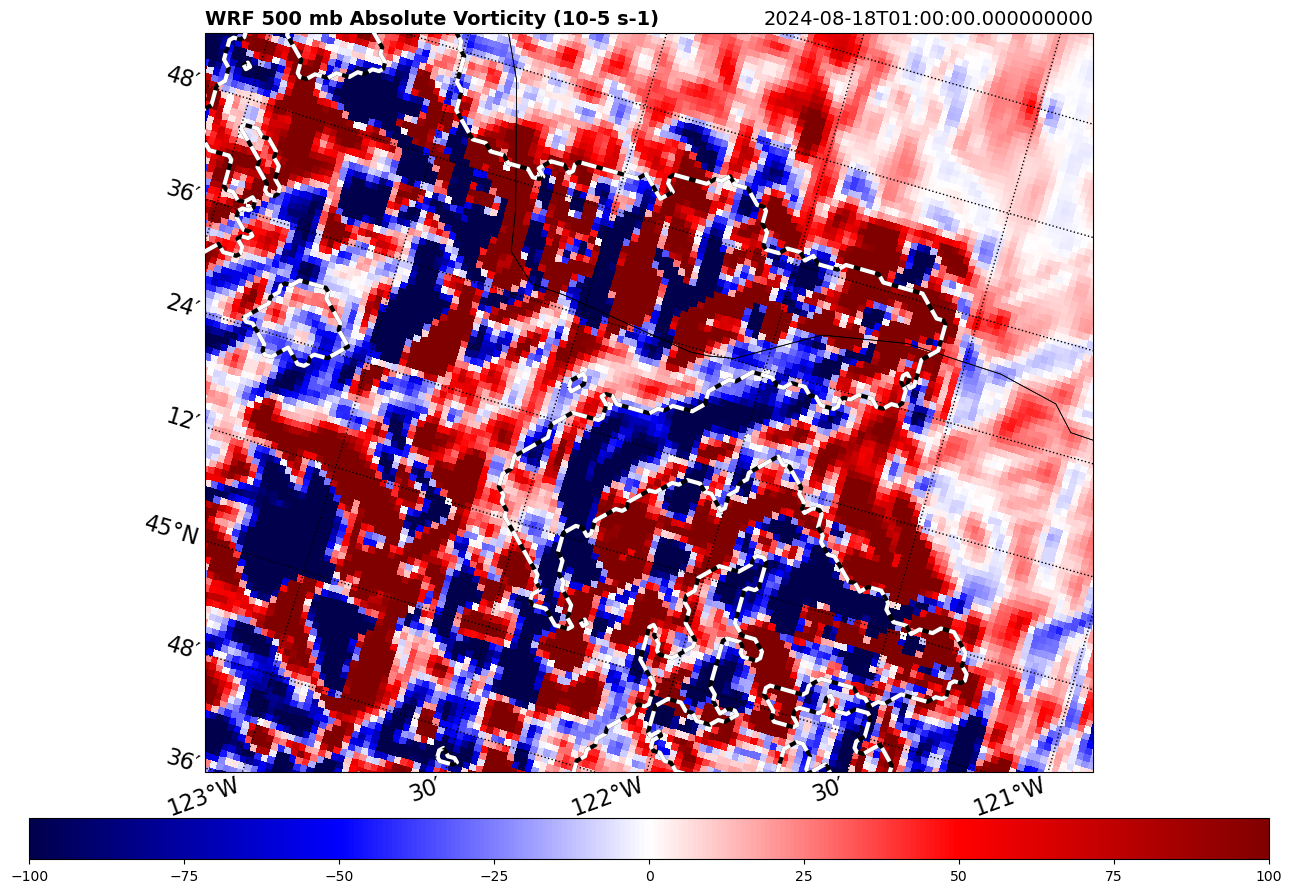 WRF 500 mb Absolute Vorticity (10-5 s-1) 2024-08-18T01:00:00.000000000
48′
36′
24′
12′
45°N
48′
36′
123°W 30′ 122°W 30′ 121°W
−100 −75 −50 −25 0 25 50 75 100